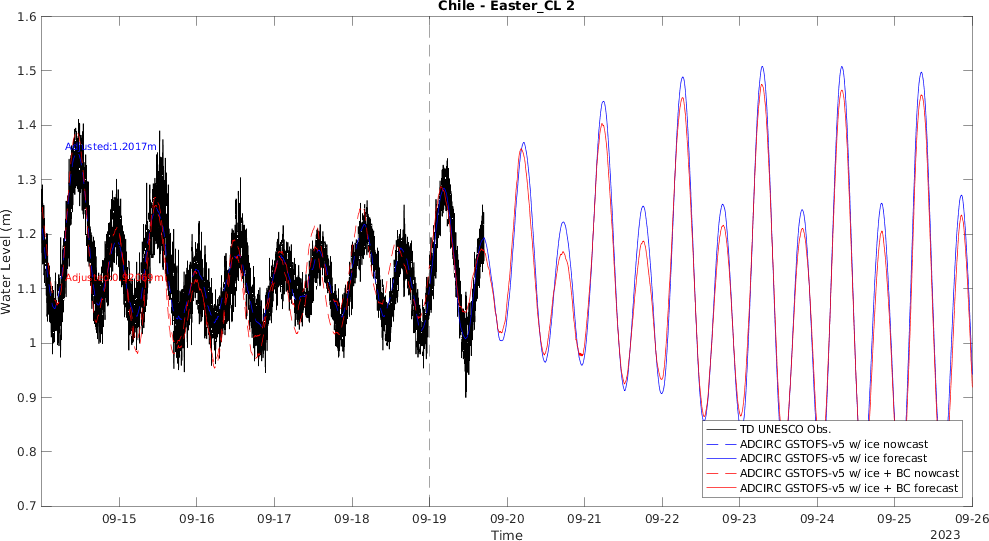 Chile - Easter_CL 2
1.6
1.5
1.4
1.3
1.2
1.1
1
0.9
0.8
0.7
Water Level (m)
Adjusted:1.2017m
09-15
09-16
09-17
09-18
09-19
09-20
09-21
09-22
09-23
09-24
09-25
09-26
Time
2023
TD UNESCO Obs.
ADCIRC GSTOFS-v5 w/ ice nowcast
ADCIRC GSTOFS-v5 w/ ice forecast
ADCIRC GSTOFS-v5 w/ ice + BC nowcast
ADCIRC GSTOFS-v5 w/ ice + BC forecast